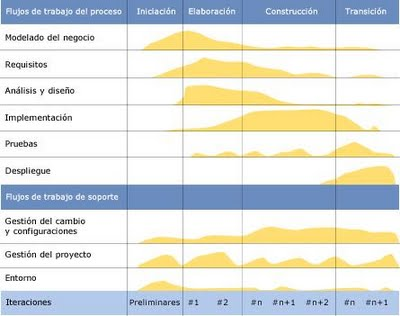 Flujos de trabajo del proceso Iniciación Elaboración Construcción Transición
Modelado del negocio
Requisitos
Análisis y diseño
Implementación
Pruebas
Despliegue
Flujos de trabajo de soporte
Gestión del cambio
y configuraciones
Gestión del proyecto
Entorno
Iteraciones Preliminares #1 #2 #n #n+1 #n+2 #n #n+1